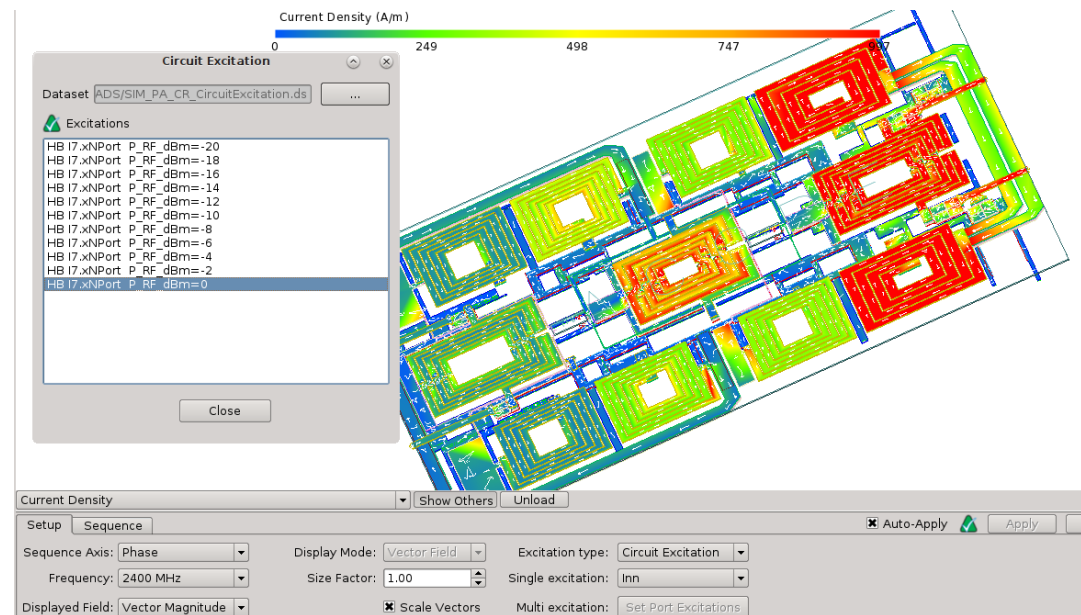 Current Density (A/m)
0 249 498 747
Circuit Excitation
Dataset ADS/SIM_PA_CR_CircuitExcitation.ds ...
Excitations
HB I7.xNPort P_RF_dBm=-20
HB I7.xNPort P_RF_dBm=-18
HB I7.xNPort P_RF_dBm=-16
HB I7.xNPort P_RF_dBm=-14
HB I7.xNPort P_RF_dBm=-12
HB I7.xNPort P_RF_dBm=-10
HB I7.xNPort P_RF_dBm=-8
HB I7.xNPort P_RF_dBm=-6
HB I7.xNPort P_RF_dBm=-4
HB I7.xNPort P_RF_dBm=-2
HB I7.xNPort P_RF_dBm=0
Close
Current Density Show Others Unload
Setup Sequence Auto-Apply Apply
Sequence Axis: Phase Display Mode: Vector Field Excitation type: Circuit Excitation
Frequency: 2400 MHz Size Factor: 1.00 Single excitation: Inn
Displayed Field: Vector Magnitude Scale Vectors Multi excitation: Set Port Excitations